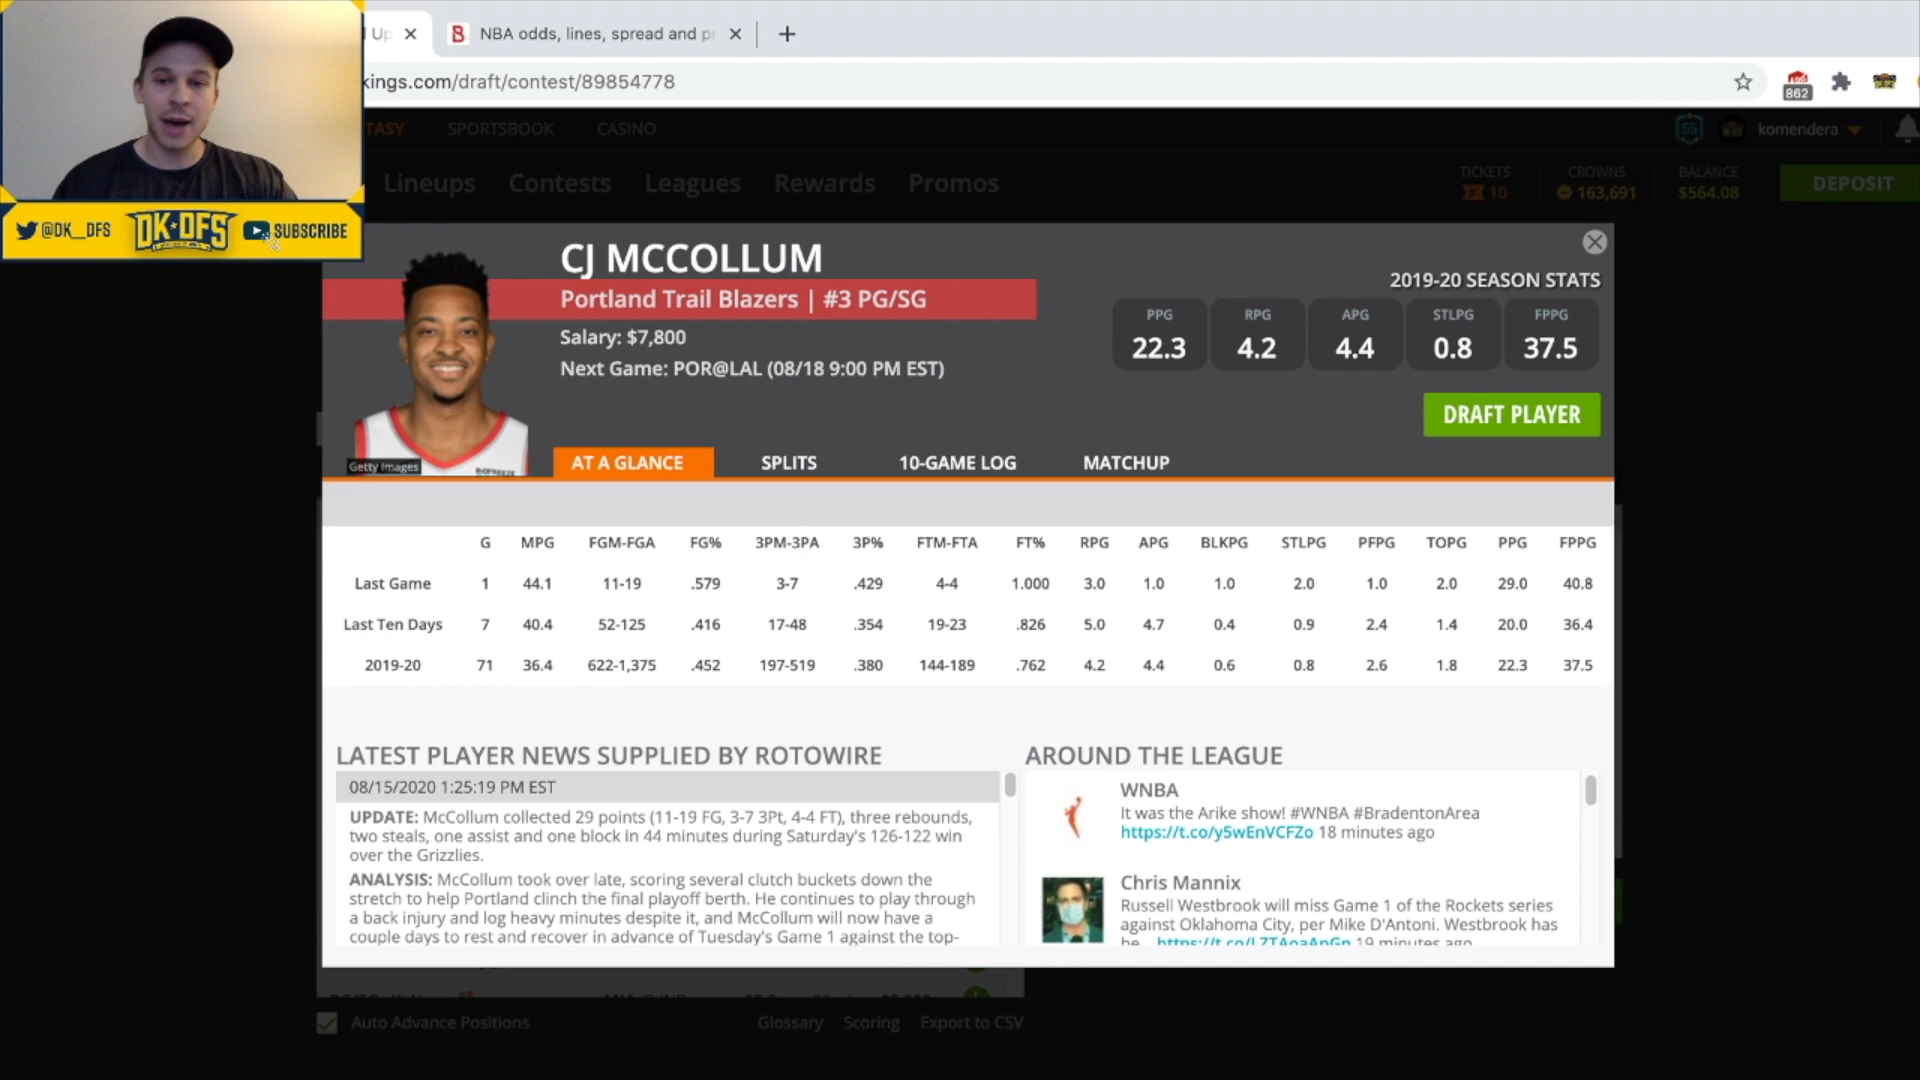 Up
NBA odds, lines, spread and pr
kings.com/draft/contest/89854778
862
TASY SPORTSBOOK CASINO
55 komendera
Lineups Contests Leagues Rewards Promos
TICKETS CROWNS BALANCE
10 163,691 $564.08
DEPOSIT
@DK__DFS DK DFS SUBSCRIBE
CJ MCCOLLUM
Portland Trail Blazers | #3 PG/SG
Salary: $7,800
Next Game: POR@LAL (08/18 9:00 PM EST)
2019-20 SEASON STATS
PPG RPG APG STLPG FPPG
22.3 4.2 4.4 0.8 37.5
DRAFT PLAYER
Getty Images
BIOFREEZE
AT A GLANCE SPLITS 10-GAME LOG MATCHUP
G MPG FGM-FGA FG% 3PM-3PA 3P% FTM-FTA FT% RPG APG BLKPG STLPG PFPG TOPG PPG FPPG
Last Game 1 44.1 11-19 .579 3-7 .429 4-4 1.000 3.0 1.0 1.0 2.0 1.0 2.0 29.0 40.8
Last Ten Days 7 40.4 52-125 .416 17-48 .354 19-23 .826 5.0 4.7 0.4 0.9 2.4 1.4 20.0 36.4
2019-20 71 36.4 622-1,375 .452 197-519 .380 144-189 .762 4.2 4.4 0.6 0.8 2.6 1.8 22.3 37.5
LATEST PLAYER NEWS SUPPLIED BY ROTOWIRE
08/15/2020 1:25:19 PM EST
UPDATE: McCollum collected 29 points (11-19 FG, 3-7 3Pt, 4-4 FT), three rebounds,
two steals, one assist and one block in 44 minutes during Saturday's 126-122 win
over the Grizzlies.
ANALYSIS: McCollum took over late, scoring several clutch buckets down the
stretch to help Portland clinch the final playoff berth. He continues to play through
a back injury and log heavy minutes despite it, and McCollum will now have a
couple days to rest and recover in advance of Tuesday's Game 1 against the top-
AROUND THE LEAGUE
WNBA
It was the Arike show! #WNBA #BradentonArea
https://t.co/y5wEnVCFZo 18 minutes ago
Chris Mannix
Russell Westbrook will miss Game 1 of the Rockets series
against Oklahoma City, per Mike D'Antoni. Westbrook has
he... 19 minutes ago
Auto Advance Positions
Glossary Scoring Export to CSV